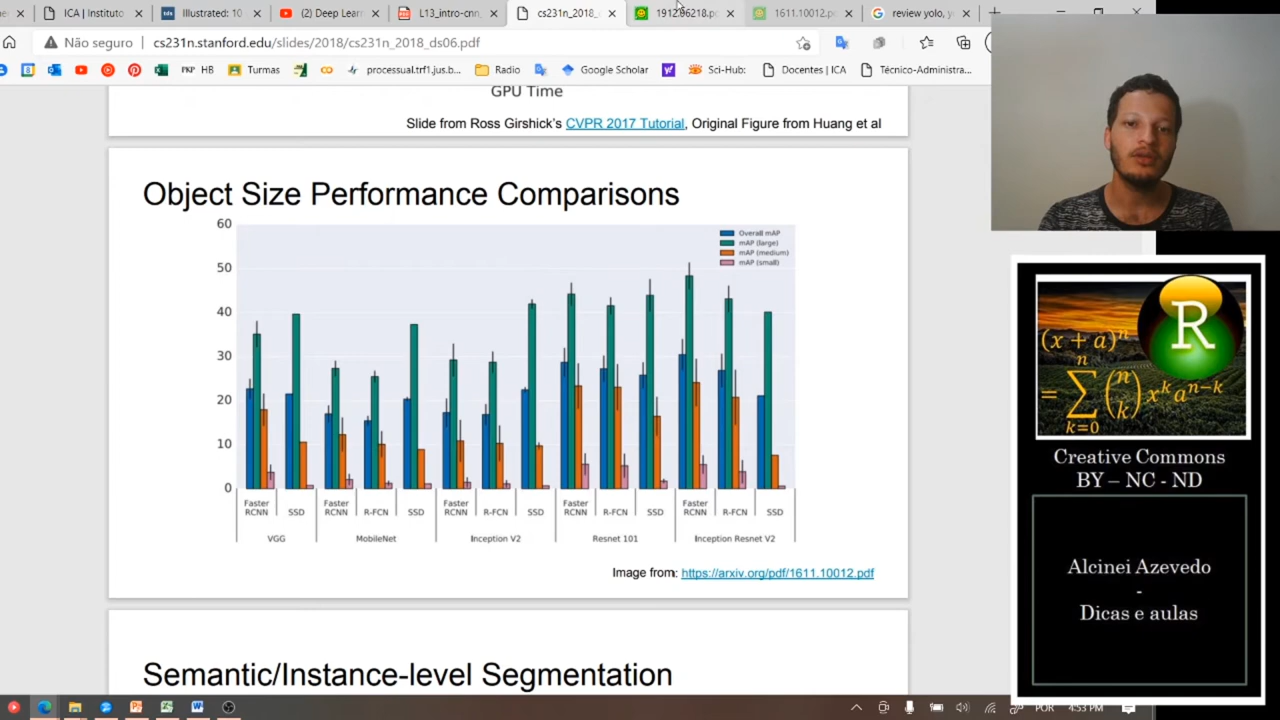 ICA | Instituto
Illustrated: 10
(2) Deep Learn
L13_intro-cnn
cs231n_2018_
1611.10012.pd
review yolo, y
Não seguro
cs231n.stanford.edu/slides/2018/cs231n_2018_ds06.pdf
HB
Turmas
processual.trf1.jus.b...
Radio
Google Scholar
Sci-Hub:
Docentes | ICA
Técnico-Administra...
GPU Time
Slide from Ross Girshick's CVPR 2017 Tutorial, Original Figure from Huang et al
Object Size Performance Comparisons
60
50
40
30
20
10
0
Overall mAP
mAP (large)
mAP (medium)
mAP (small)
Faster RCNN
SSD
Faster RCNN
R-FCN
SSD
Faster RCNN
R-FCN
SSD
Faster RCNN
R-FCN
SSD
Faster RCNN
R-FCN
SSD
VGG
MobileNet
Inception V2
Resnet 101
Inception Resnet V2
Image from: https://arxiv.org/pdf/1611.10012.pdf
Semantic/Instance-level Segmentation
R
(x + a)^n
= ∑_{k=0}^{n} (n k) x^k a^{n−k}
Creative Commons
BY – NC - ND
Alcinei Azevedo
-
Dicas e aulas
POR
4:53 PM